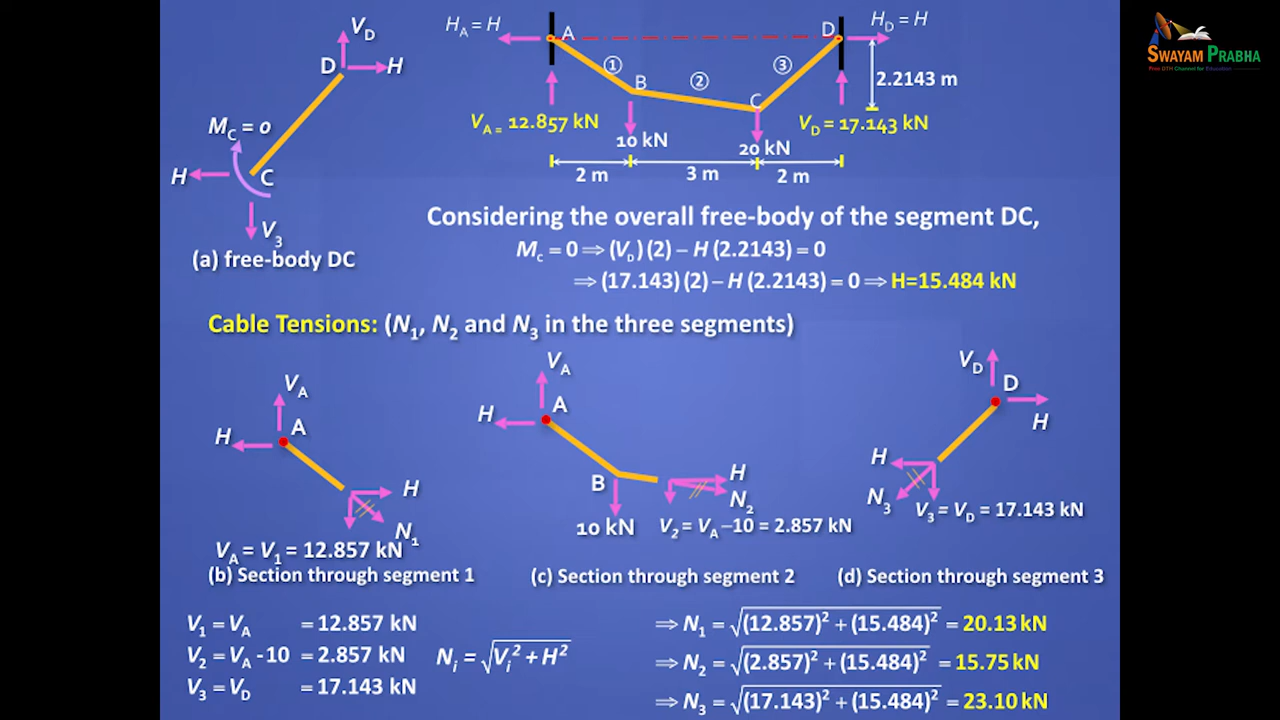 SWAYAM PRABHA
Free DTH Channel for Education
V_D
D
H
M_C = 0
H
C
V_3
(a) free-body DC
H_A = H
A
D
H_D = H
①
B
②
③
C
2.2143 m
V_A = 12.857 kN
10 kN
20 kN
V_D = 17.143 kN
2 m
3 m
2 m
Considering the overall free-body of the segment DC,
M_C = 0 ⇒ (V_D)(2) − H(2.2143) = 0
⇒ (17.143)(2) − H(2.2143) = 0 ⇒ H=15.484 kN
Cable Tensions: (N_1, N_2 and N_3 in the three segments)
V_A
A
H
H
N_1
V_A = V_1 = 12.857 kN
(b) Section through segment 1
V_A
A
H
B
H
N_2
10 kN
V_2 = V_A −10 = 2.857 kN
(c) Section through segment 2
V_D
D
H
H
N_3
V_3 = V_D = 17.143 kN
(d) Section through segment 3
V_1 = V_A = 12.857 kN
V_2 = V_A -10 = 2.857 kN
V_3 = V_D = 17.143 kN
N_i = √(V_i² + H²)
⇒ N_1 = √((12.857)² + (15.484)²) = 20.13 kN
⇒ N_2 = √((2.857)² + (15.484)²) = 15.75 kN
⇒ N_3 = √((17.143)² + (15.484)²) = 23.10 kN